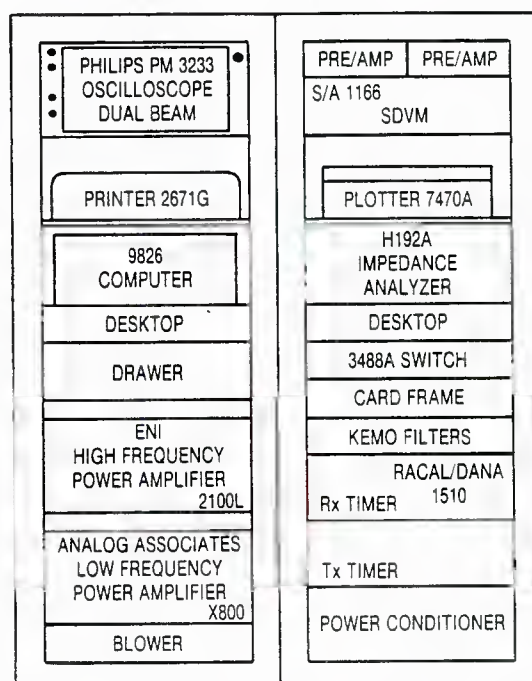 PHILIPS PM 3233
OSCILLOSCOPE
DUAL BEAM
PRINTER 2671G
9826
COMPUTER
DESKTOP
DRAWER
ENI
HIGH FREQUENCY
POWER AMPLIFIER
2100L
ANALOG ASSOCIATES
LOW FREQUENCY
POWER AMPLIFIER
X800
BLOWER
PRE/AMP PRE/AMP
S/A 1166
SDVM
PLOTTER 7470A
H192A
IMPEDANCE
ANALYZER
DESKTOP
3488A SWITCH
CARD FRAME
KEMO FILTERS
RACAL/DANA
Rx TIMER 1510
Tx TIMER
POWER CONDITIONER